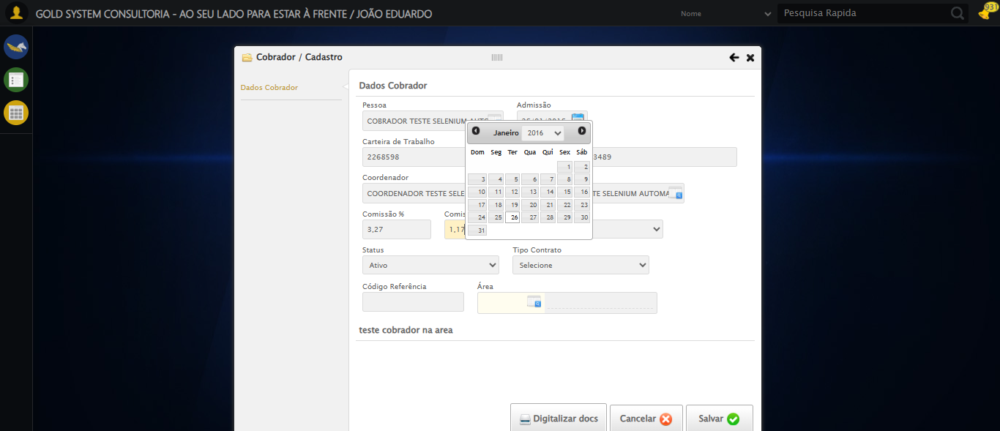 GOLD SYSTEM CONSULTORIA - AO SEU LADO PARA ESTAR À FRENTE / JOÃO EDUARDO
Nome
Pesquisa Rapida
931
Cobrador / Cadastro
Dados Cobrador
Dados Cobrador
Pessoa
Admissão
COBRADOR TESTE SELENIUM AUTO
Janeiro 2016
Dom Seg Ter Qua Qui Sex Sáb
1 2
3 4 5 6 7 8 9
10 11 12 13 14 15 16
17 18 19 20 21 22 23
24 25 26 27 28 29 30
31
Carteira de Trabalho
2268598
3489
Coordenador
COORDENADOR TESTE SELE
TE SELENIUM AUTOMA
Comissão %
Comis
3,27
1,17
Status
Tipo Contrato
Ativo
Selecione
Código Referência
Área
teste cobrador na area
Digitalizar docs
Cancelar
Salvar